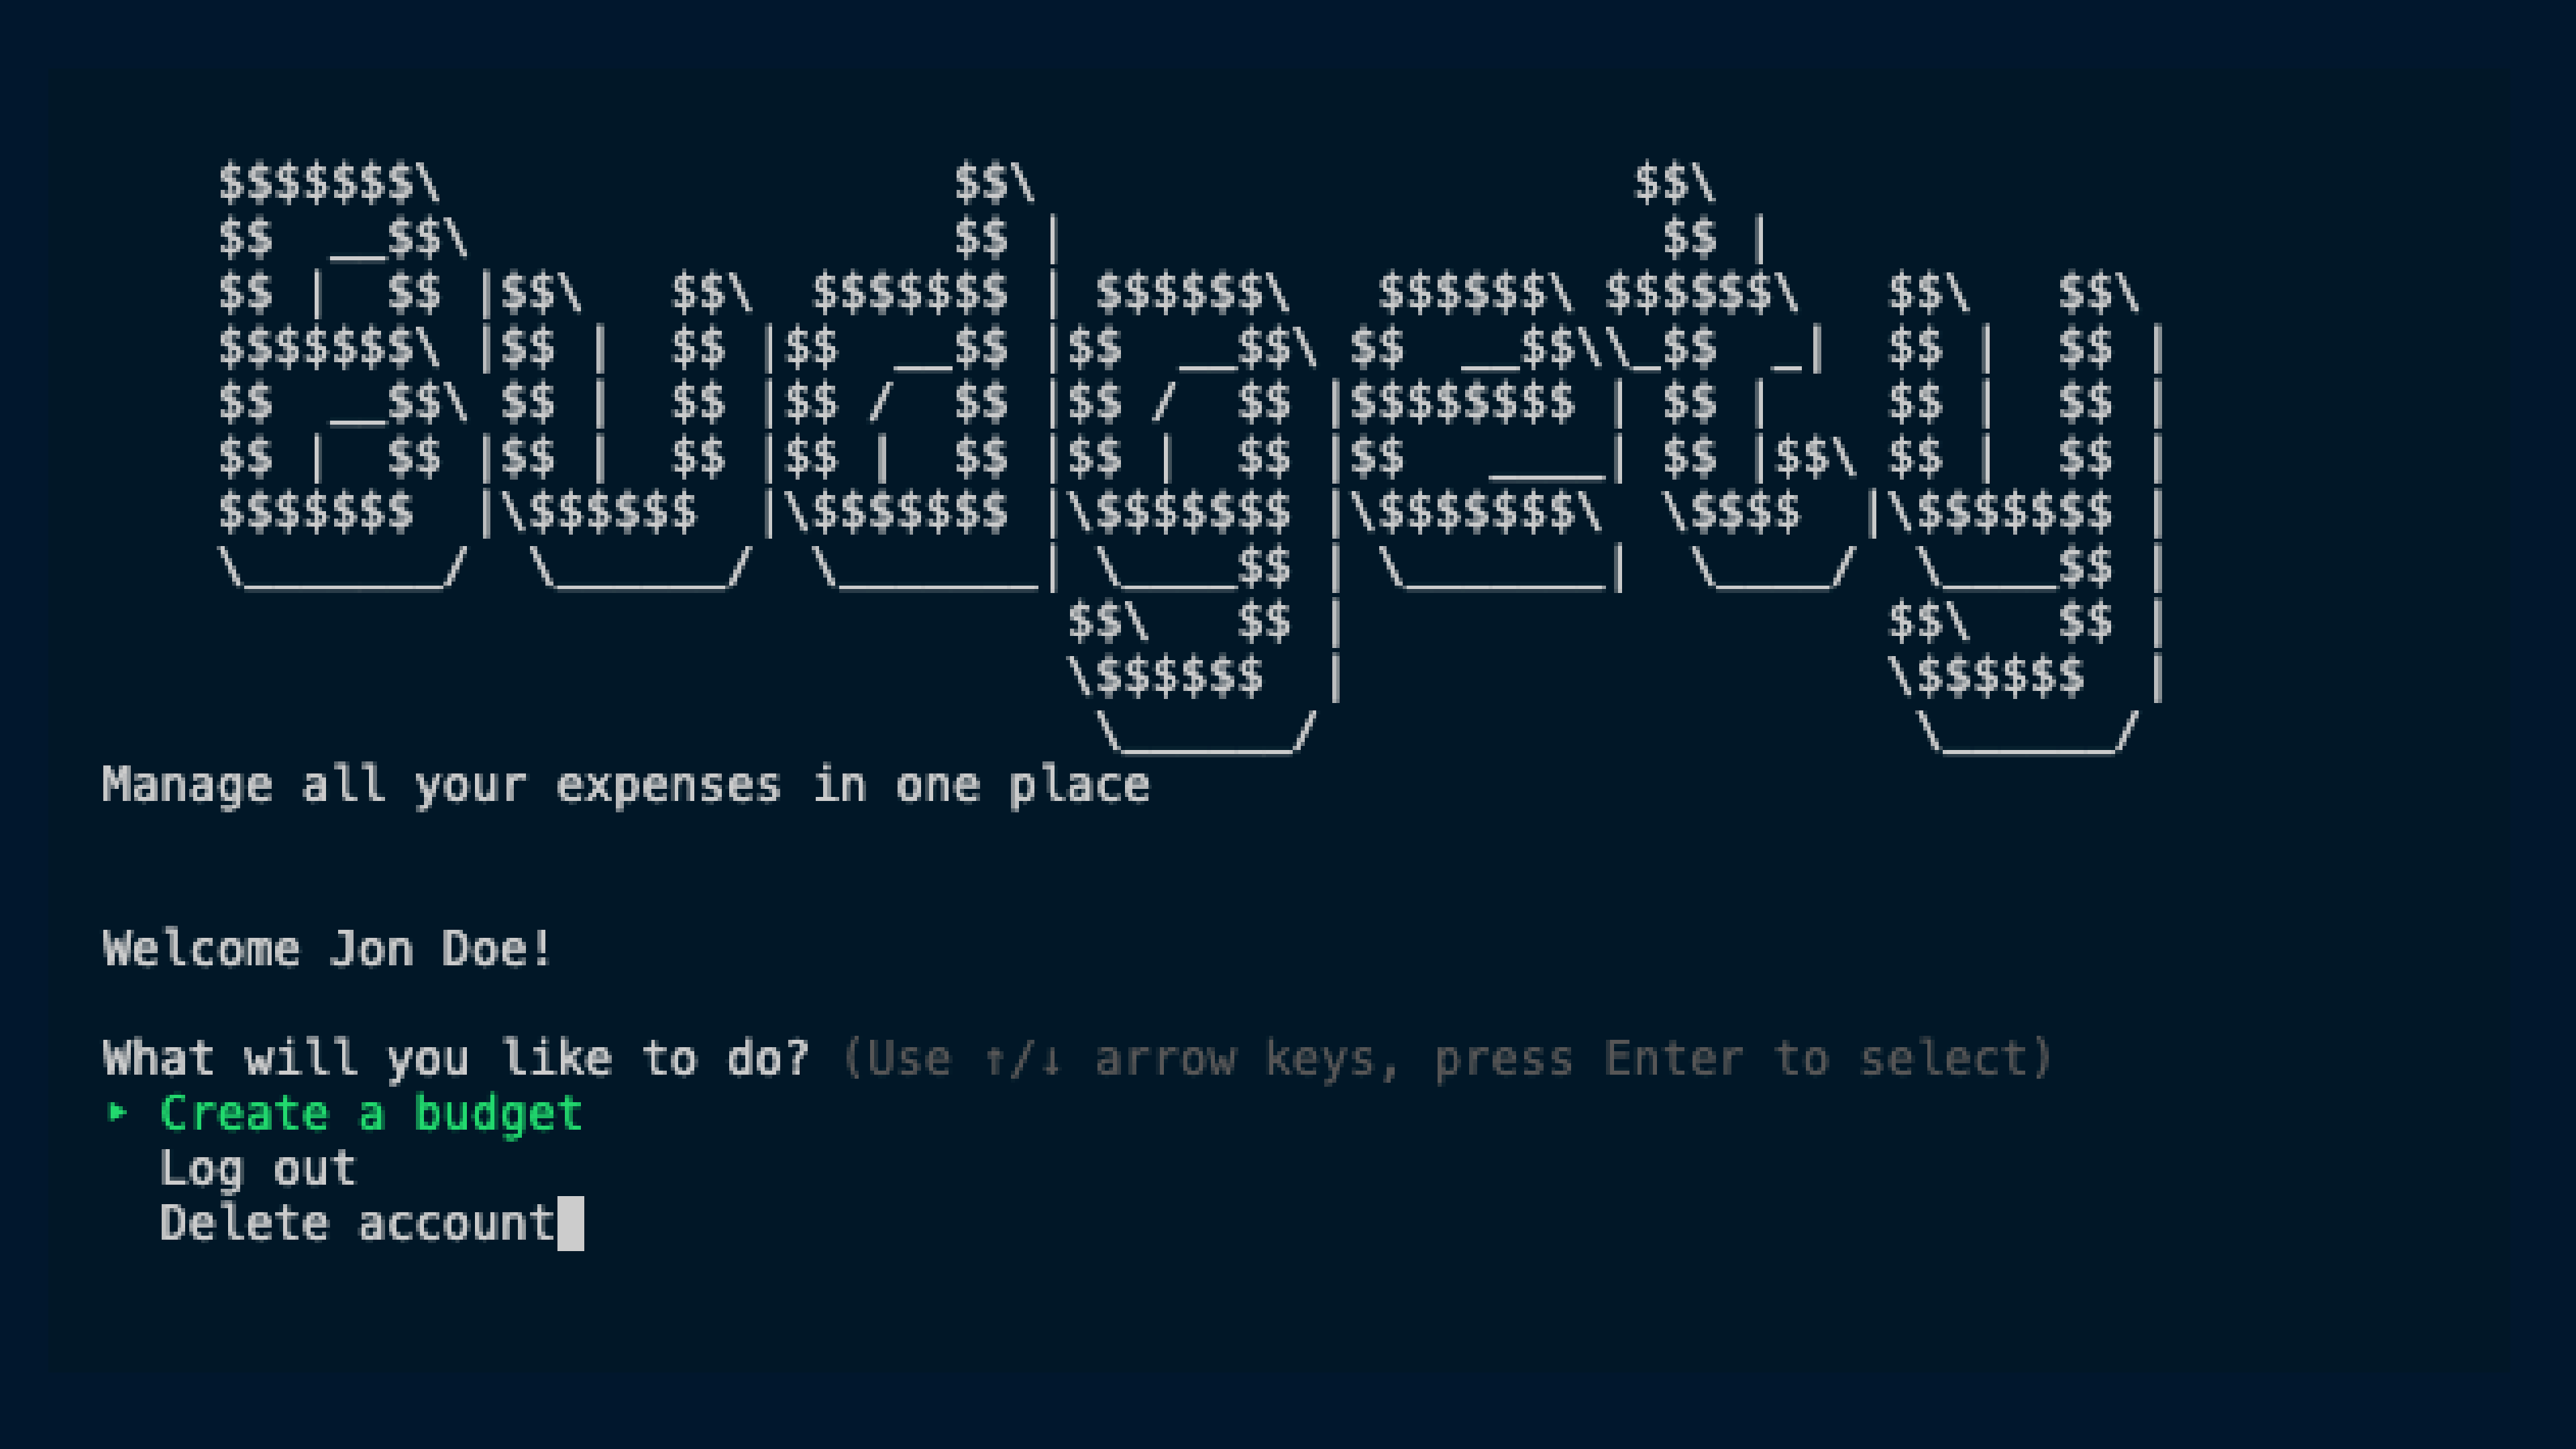 Budgety
Manage all your expenses in one place
Welcome Jon Doe!
What will you like to do? (Use ↑/↓ arrow keys, press Enter to select)
▸ Create a budget
Log out
Delete account